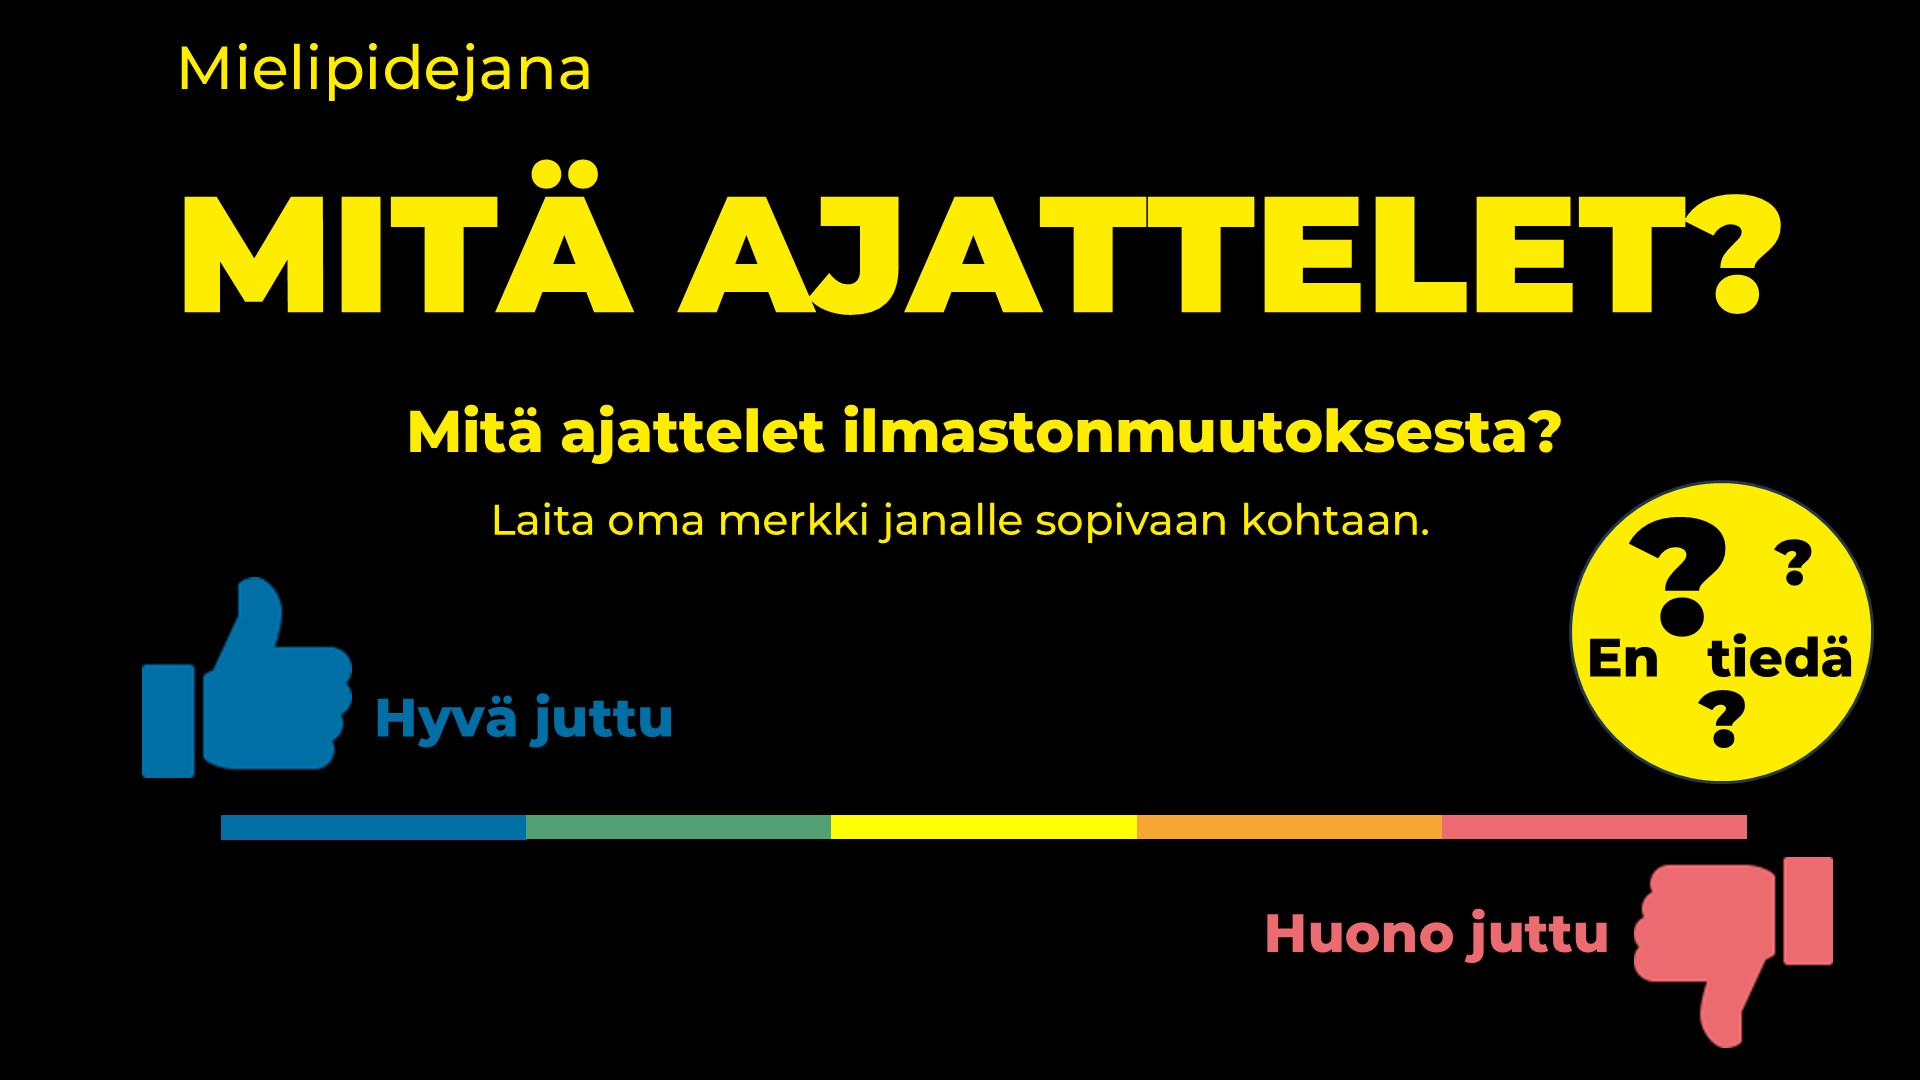 Mielipidejana
MITÄ AJATTELET?
Mitä ajattelet ilmastonmuutoksesta?
Laita oma merkki janalle sopivaan kohtaan.
? ?
En tiedä
?
Hyvä juttu
Huono juttu